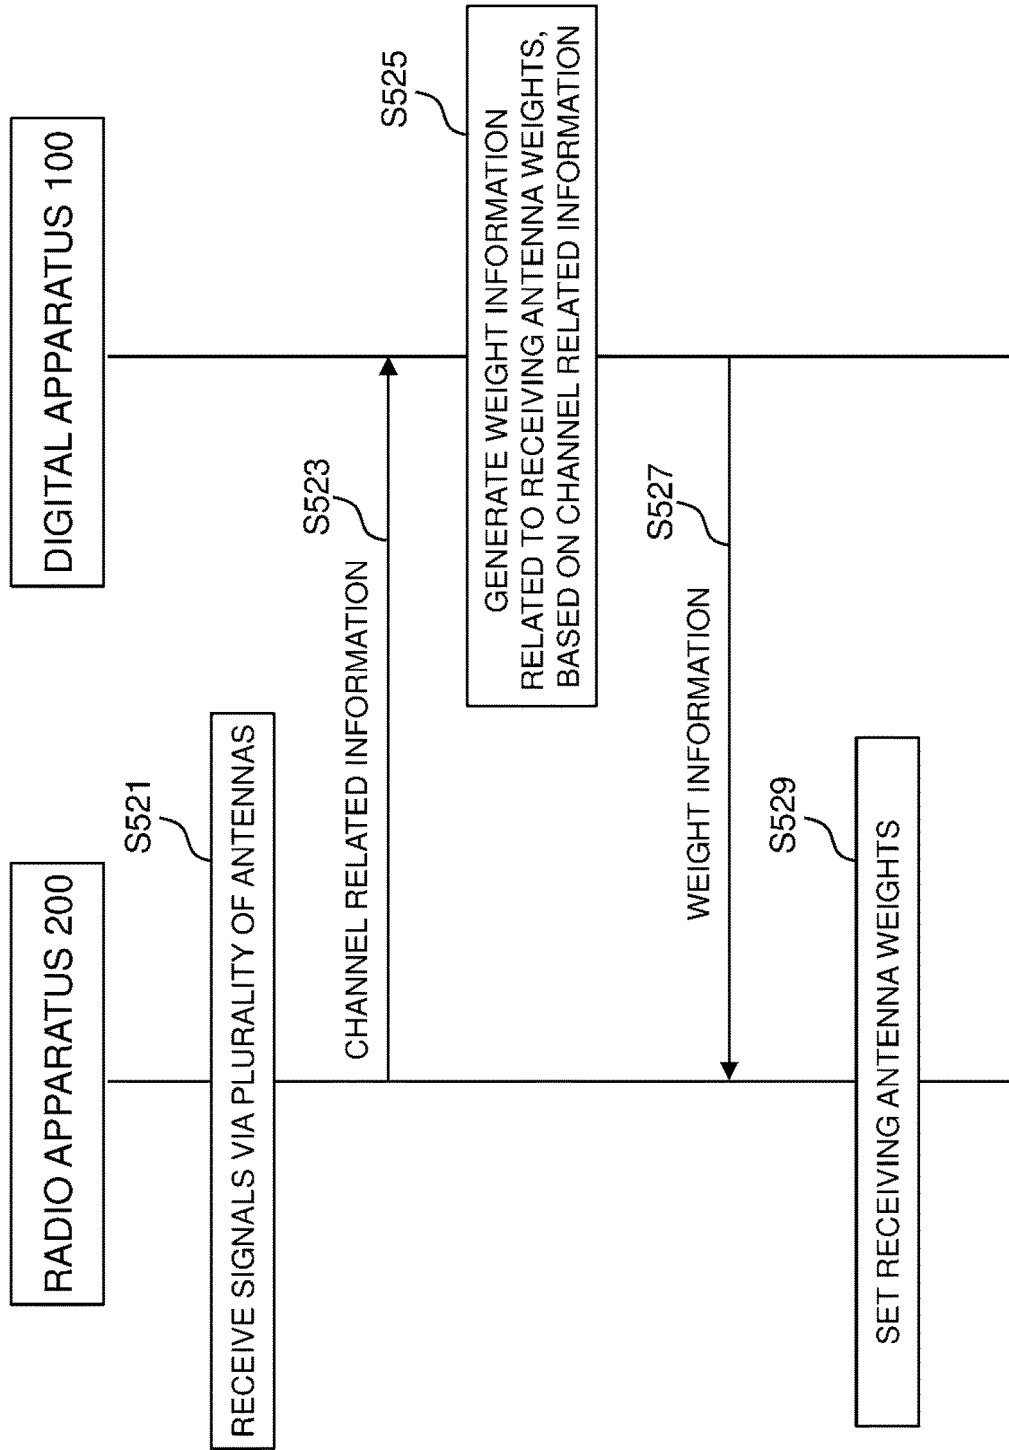 RADIO APPARATUS 200
DIGITAL APPARATUS 100
S521
RECEIVE SIGNALS VIA PLURALITY OF ANTENNAS
S523
CHANNEL RELATED INFORMATION
S525
GENERATE WEIGHT INFORMATION
RELATED TO RECEIVING ANTENNA WEIGHTS,
BASED ON CHANNEL RELATED INFORMATION
S527
WEIGHT INFORMATION
S529
SET RECEIVING ANTENNA WEIGHTS